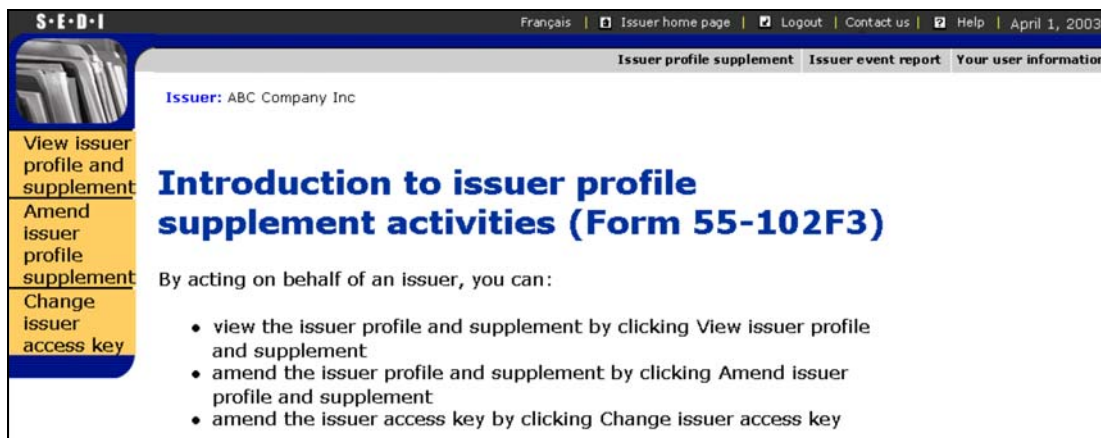 S•E•D•I
Français | Issuer home page | Logout | Contact us | Help | April 1, 2003
Issuer profile supplement Issuer event report Your user information
Issuer: ABC Company Inc
View issuer
profile and
supplement
Amend
issuer
profile
supplement
Change
issuer
access key
Introduction to issuer profile
supplement activities (Form 55-102F3)
By acting on behalf of an issuer, you can:
• view the issuer profile and supplement by clicking View issuer profile
and supplement
• amend the issuer profile and supplement by clicking Amend issuer
profile and supplement
• amend the issuer access key by clicking Change issuer access key